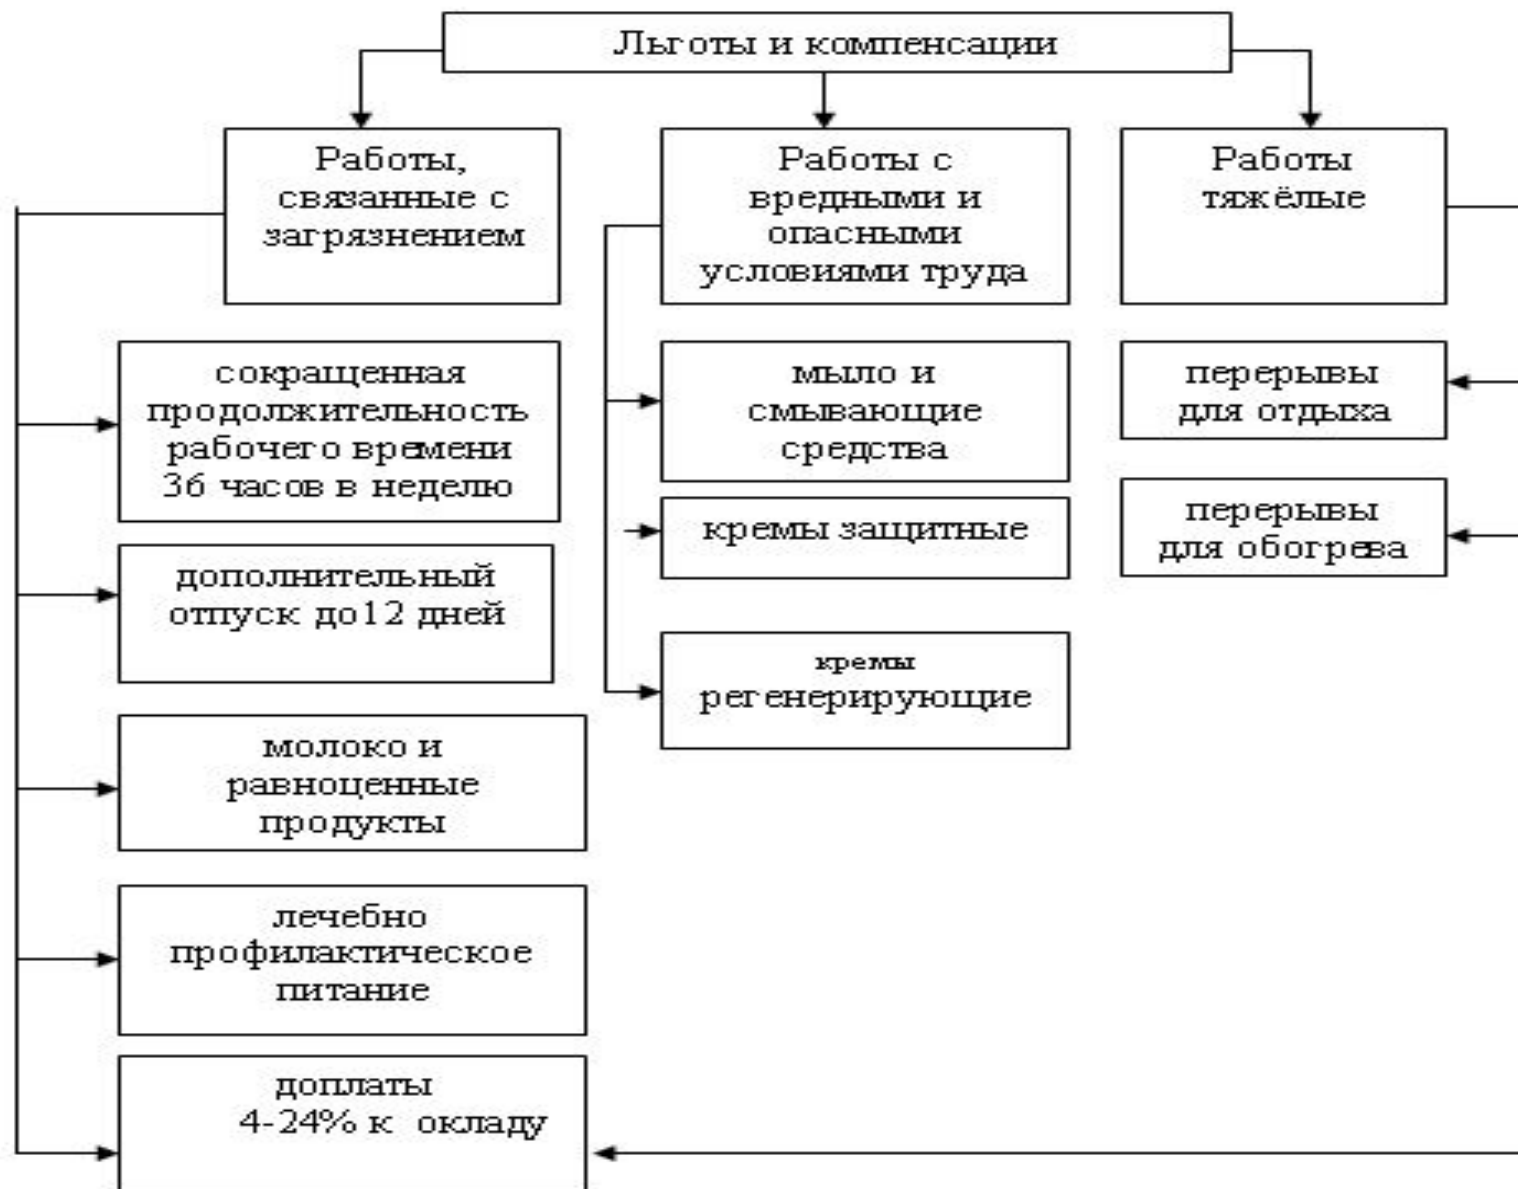 Льготы и компенсации
Работы,
связанные с
загрязнением
Работы с
вредными и
опасными
условиями труда
Работы
тяжёлые
сокращенная
продолжительность
рабочего времени
36 часов в неделю
дополнительный
отпуск до12 дней
молоко и
равноценные
продукты
лечебно
профилактическое
питание
доплаты
4-24% к окладу
мыло и
смывающие
средства
кремы защитные
кремы
регенерирующие
перерывы
для отдыха
перерывы
для обогрева